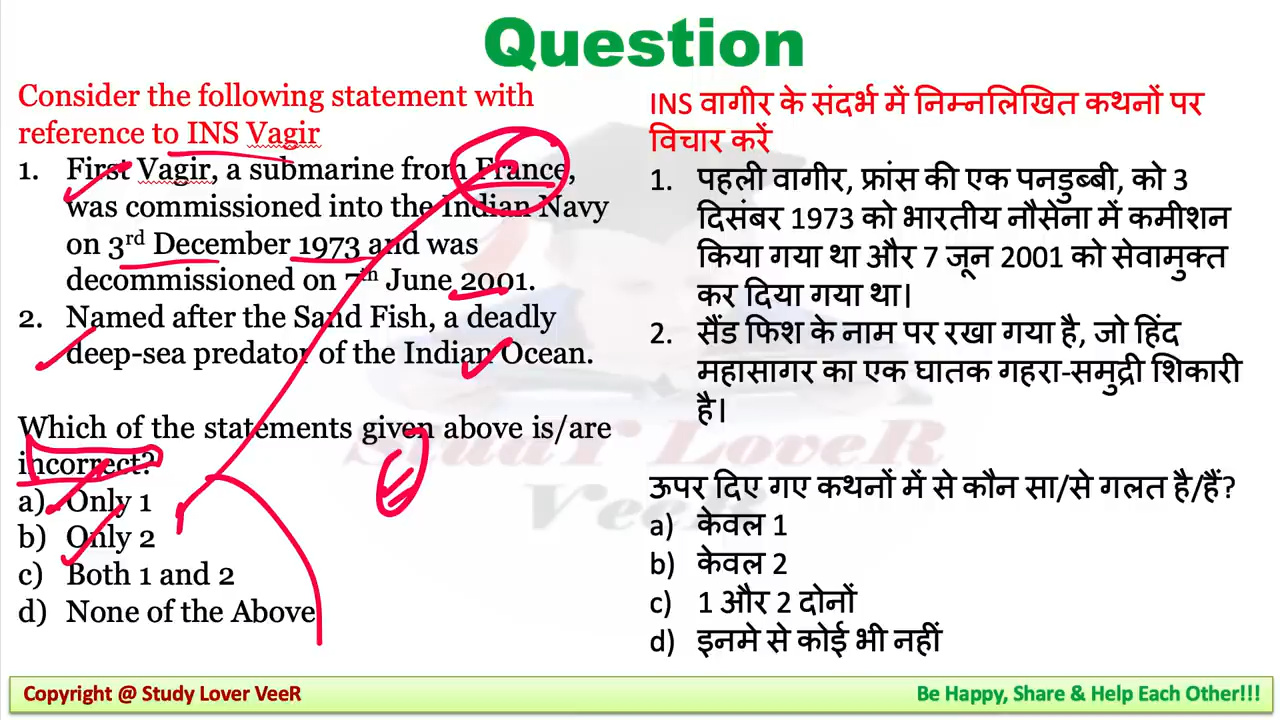 Question
Consider the following statement with
reference to INS Vagir
1. First Vagir, a submarine from France,
was commissioned into the Indian Navy
on 3rd December 1973 and was
decommissioned on 7th June 2001.
2. Named after the Sand Fish, a deadly
deep-sea predator of the Indian Ocean.
Which of the statements given above is/are
incorrect?
a) Only 1
b) Only 2
c) Both 1 and 2
d) None of the Above
INS वागीर के संदर्भ में निम्नलिखित कथनों पर
विचार करें
1. पहली वागीर, फ्रांस की एक पनडुब्बी, को 3
दिसंबर 1973 को भारतीय नौसेना में कमीशन
किया गया था और 7 जून 2001 को सेवामुक्त
कर दिया गया था।
2. सैंड फिश के नाम पर रखा गया है, जो हिंद
महासागर का एक घातक गहरा-समुद्री शिकारी
है।
ऊपर दिए गए कथनों में से कौन सा/से गलत है/हैं?
a) केवल 1
b) केवल 2
c) 1 और 2 दोनों
d) इनमे से कोई भी नहीं
StudY LoveR
VeeR
Copyright @ Study Lover VeeR
Be Happy, Share & Help Each Other!!!